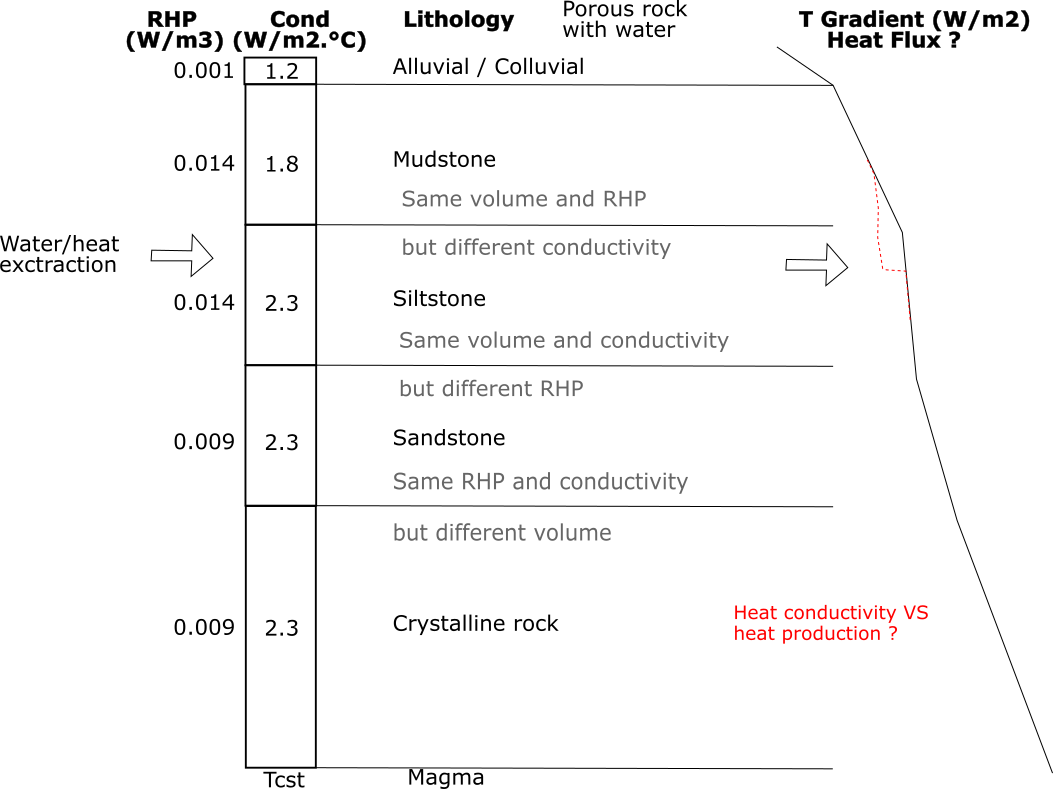 RHP
(W/m3)
Cond
(W/m2.°C)
Lithology
Porous rock
with water
T Gradient (W/m2)
Heat Flux ?
0.001
1.2
Alluvial / Colluvial
0.014
1.8
Mudstone
Same volume and RHP
but different conductivity
Water/heat
exctraction
0.014
2.3
Siltstone
Same volume and conductivity
but different RHP
0.009
2.3
Sandstone
Same RHP and conductivity
but different volume
0.009
2.3
Crystalline rock
Heat conductivity VS
heat production ?
Tcst
Magma